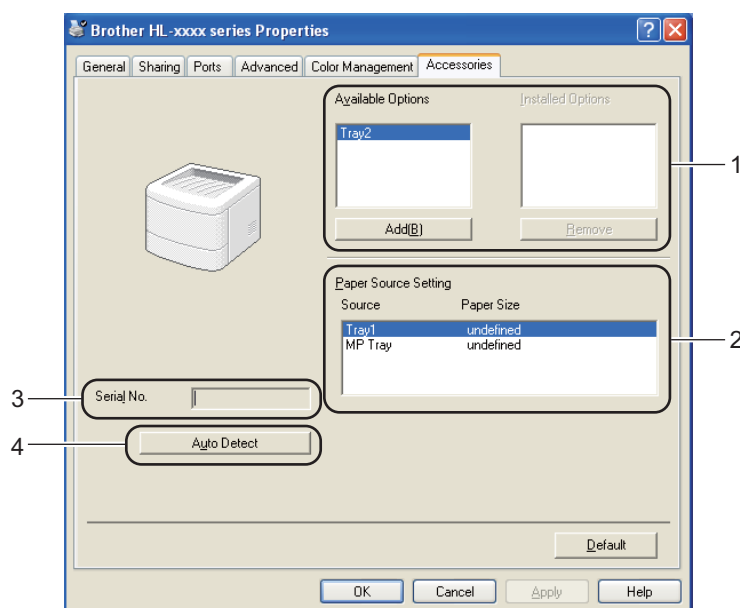 Brother HL-xxxx series Properties
General Sharing Ports Advanced Color Management Accessories
Available Options Installed Options
Tray2
1
Add(B) Remove
Paper Source Setting
Source Paper Size
Tray1 undefined
MP Tray undefined
2
3 Serial No.
4 Auto Detect
Default
OK Cancel Apply Help